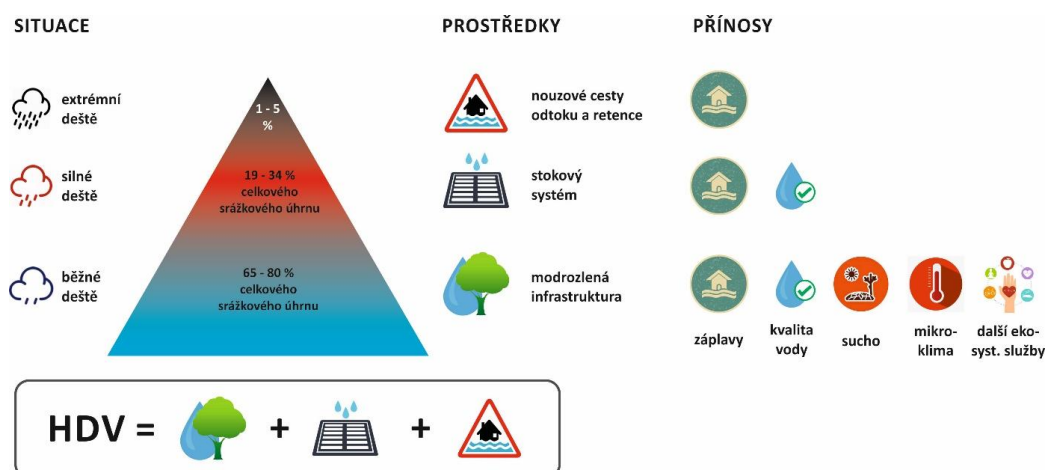 SITUACE
PROSTŘEDKY
PŘÍNOSY
extrémní
deště
1 - 5
%
nouzové cesty
odtoku a retence
silné
deště
19 - 34 %
celkového
srážkového úhrnu
stokový
systém
běžné
deště
65 - 80 %
celkového
srážkového úhrnu
modrozlená
infrastruktura
záplavy
kvalita
vody
sucho
mikro-
klima
další eko-
syst. služby
HDV = + +